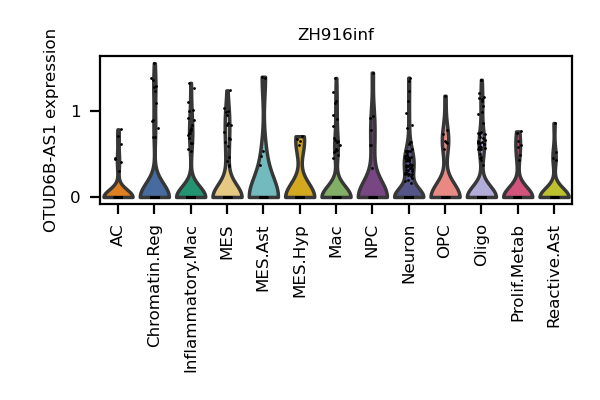 ZH916inf
OTUD6B-AS1 expression
1
0
AC
Chromatin.Reg
Inflammatory.Mac
MES
MES.Ast
MES.Hyp
Mac
NPC
Neuron
OPC
Oligo
Prolif.Metab
Reactive.Ast